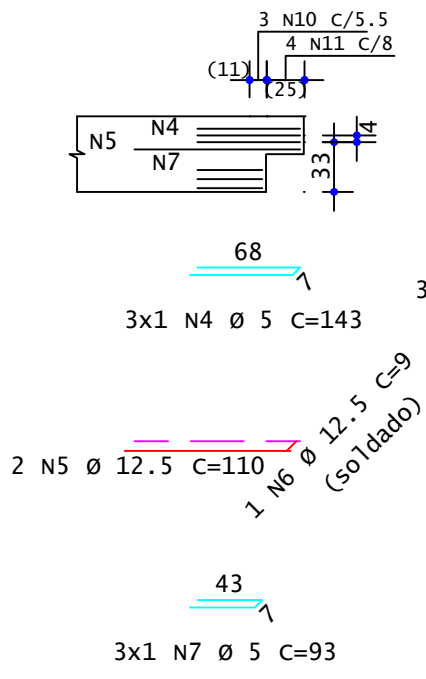 3 N10 C/5.5
4 N11 C/8
(11)
(25)
N4
N5
N7
4
33
68
7
3
3x1 N4 Ø 5 C=143
2 N5 Ø 12.5 C=110
1 N6 Ø 12.5 C=9
(soldado)
43
7
3x1 N7 Ø 5 C=93